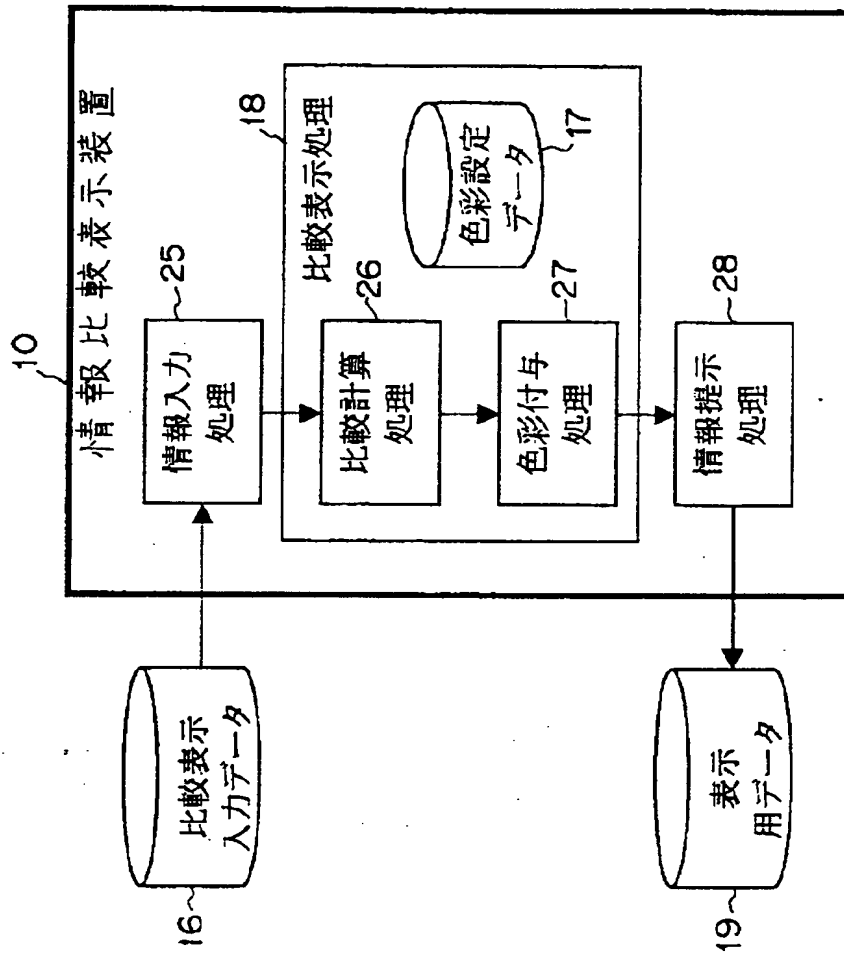 10
情報比較表示装置
16
比較表示
入力データ
25
情報入力
処理
18
比較表示処理
26
比較計算
処理
色彩設定
データ
17
27
色彩付与
処理
28
情報提示
処理
19
表示
用データ